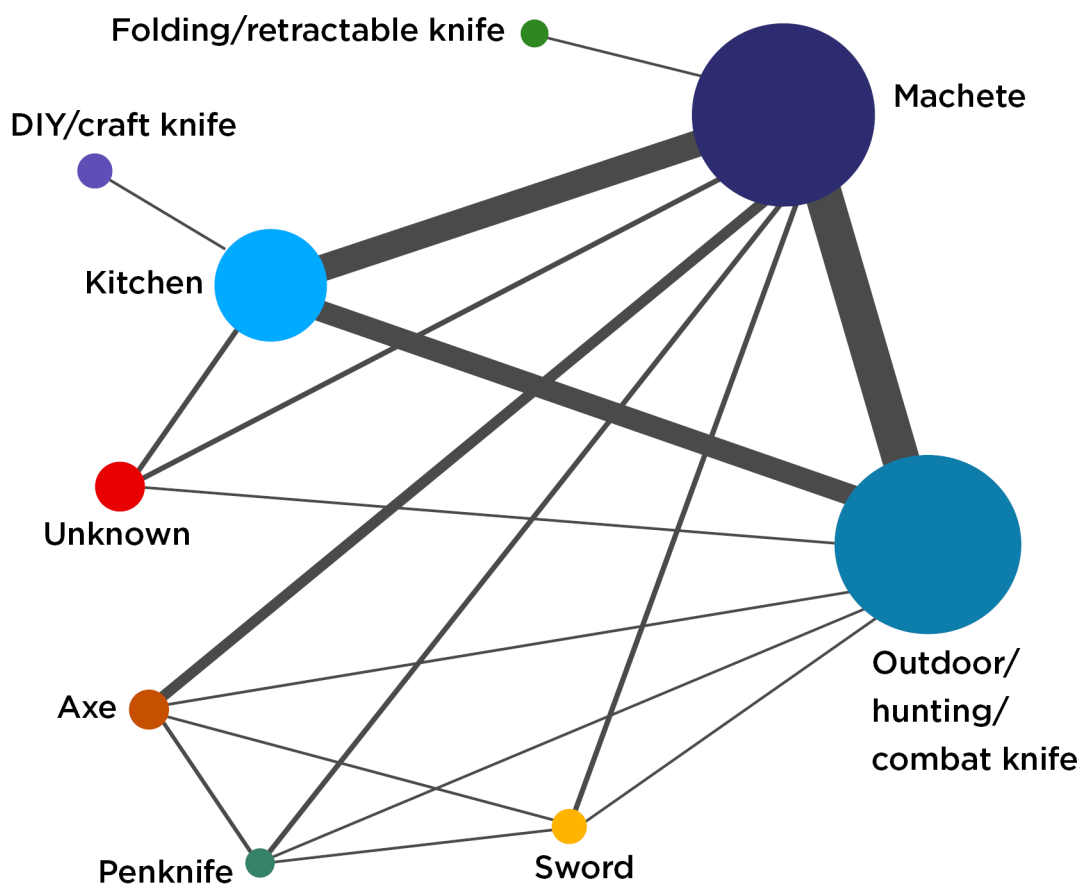 Folding/retractable knife
Machete
DIY/craft knife
Kitchen
Unknown
Outdoor/
hunting/
combat knife
Axe
Penknife
Sword